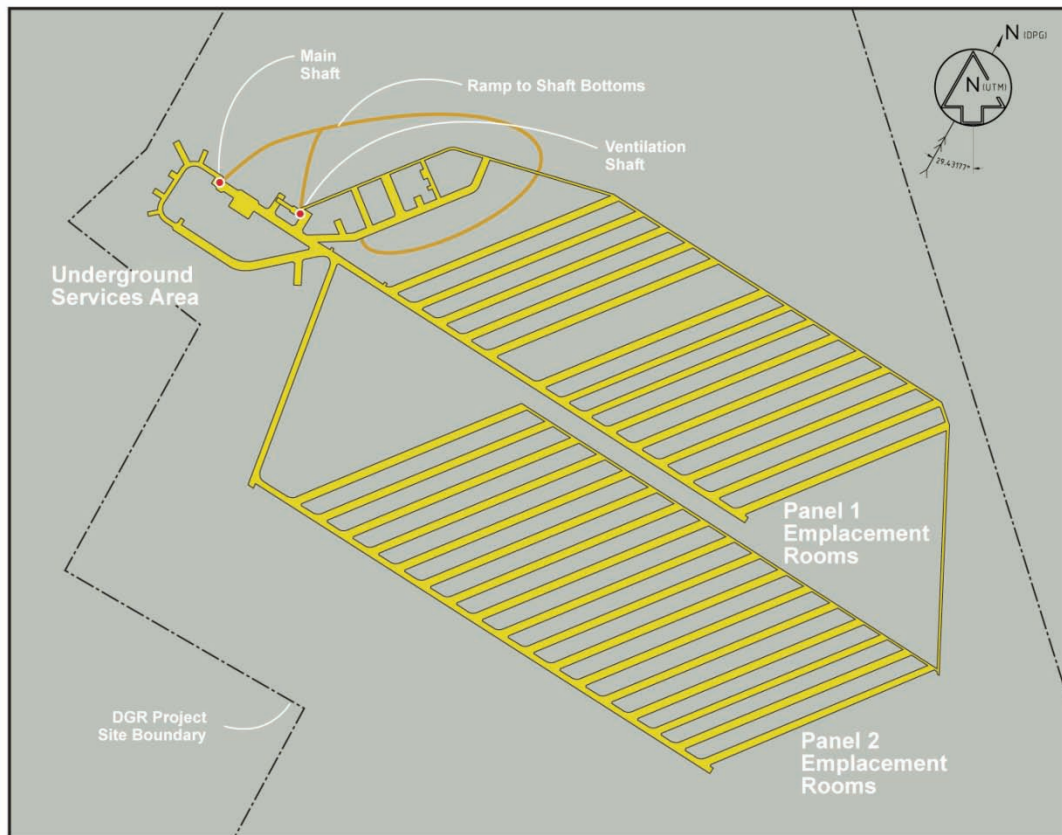 Main
Shaft
Ramp to Shaft Bottoms
Ventilation
Shaft
N (DPG)
N (UTM)
29.43177°
Underground
Services Area
Panel 1
Emplacement
Rooms
DGR Project
Site Boundary
Panel 2
Emplacement
Rooms